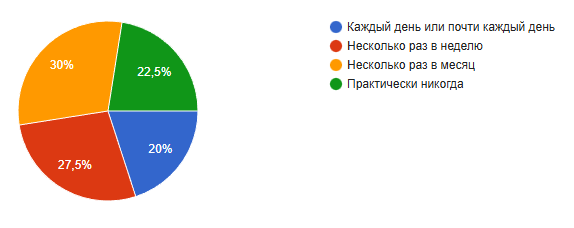 Каждый день или почти каждый день
Несколько раз в неделю
Несколько раз в месяц
Практически никогда
30%
22,5%
20%
27,5%